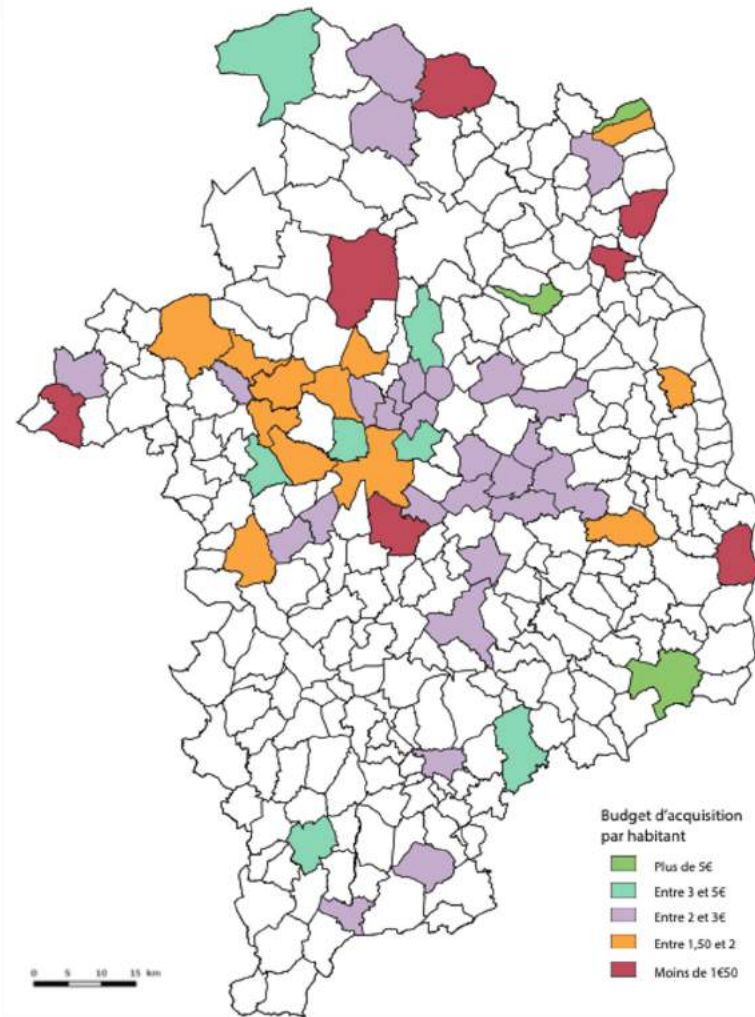 Budget d'acquisition
par habitant
Plus de 5€
Entre 3 et 5€
Entre 2 et 3€
Entre 1,50 et 2
Moins de 1€50
0 5 10 15 km